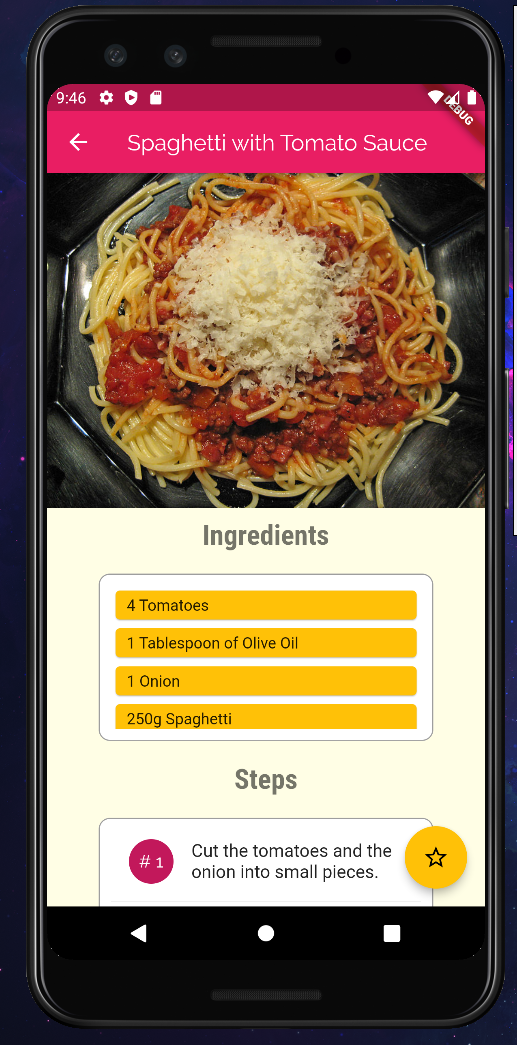 9:46
DEBUG
Spaghetti with Tomato Sauce
Ingredients
4 Tomatoes
1 Tablespoon of Olive Oil
1 Onion
250g Spaghetti
Steps
# 1
Cut the tomatoes and the
onion into small pieces.